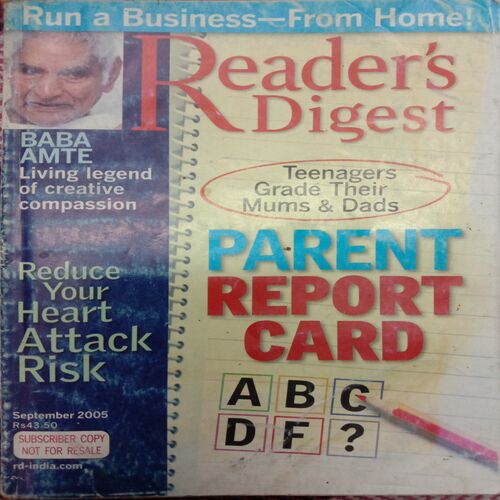 Run a Business—From Home!
Reader's
Digest
BABA
AMTE
Living legend
of creative
compassion
Teenagers
Grade Their
Mums & Dads
PARENT
REPORT
CARD
Reduce
Your
Heart
Attack
Risk
A B C
D F ?
September 2005
Rs43.50
SUBSCRIBER COPY
NOT FOR RESALE
rd-india.com